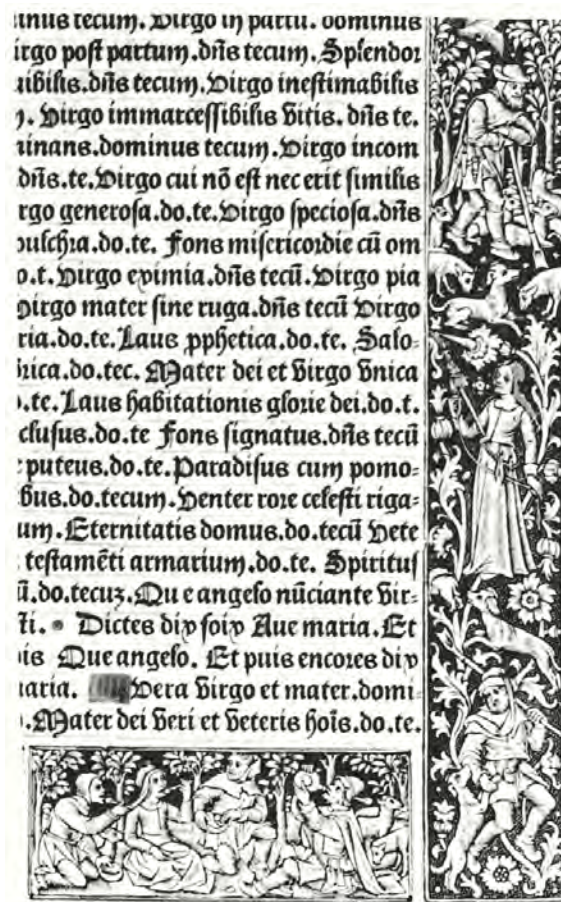 inus tecum. Virgo in partu. dominus
irgo post partum.dñs tecum. Splendor
uibilis.dñs tecum.Virgo inestimabilis
). Virgo immarcessibilis vitis. dñs te.
ninans.dominus tecum. Virgo incom
dñs.te.Virgo cui nõ est nec erit similis
rgo generosa.do.te.Virgo speciosa.dñs
pulchra.do.te. Fons misericordie cũ om
o.t.Virgo eximia.dñs tecũ.Virgo pia
virgo mater sine ruga.dñs tecũ Virgo
ria.do.te.Laus pphetica.do.te. Salo-
brica.do.tec. Mater dei et virgo vnica
.te.Laus habitationis glorie dei.do.t.
clusus.do.te Fons signatus.dñs tecũ
puteus.do.te.Paradisus cum pomo-
bus.do.tecum.Venter rore celesti riga-
um.Eternitatis domus.do.tecũ Vete
testamẽti armarium.do.te. Spiritus
ũ.do.tecuz.Qu e angelo nũciante vir-
ti. Dictes dix foix Aue maria.Et
is Que angelo. Et puis encores dix
aria. Vera virgo et mater.domi-
.Mater dei veri et veteris hoĩs.do.te.